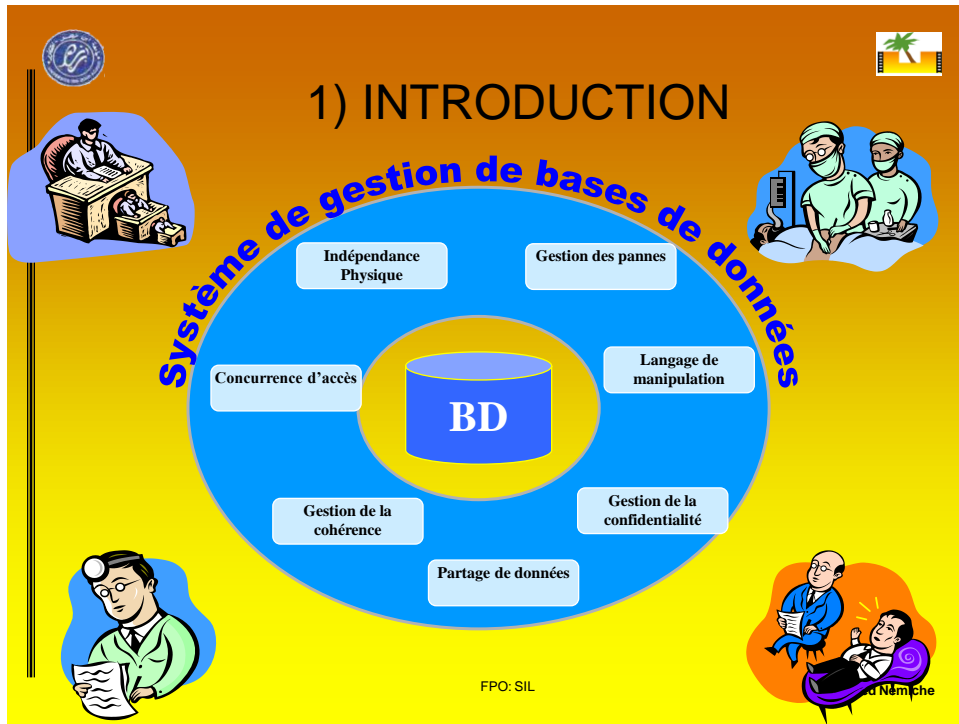 1) INTRODUCTION
Système de gestion de bases de données
Indépendance
Physique
Gestion des pannes
Concurrence d'accès
Langage de
manipulation
BD
Gestion de la
cohérence
Gestion de la
confidentialité
Partage de données
FPO: SIL
Nemiche